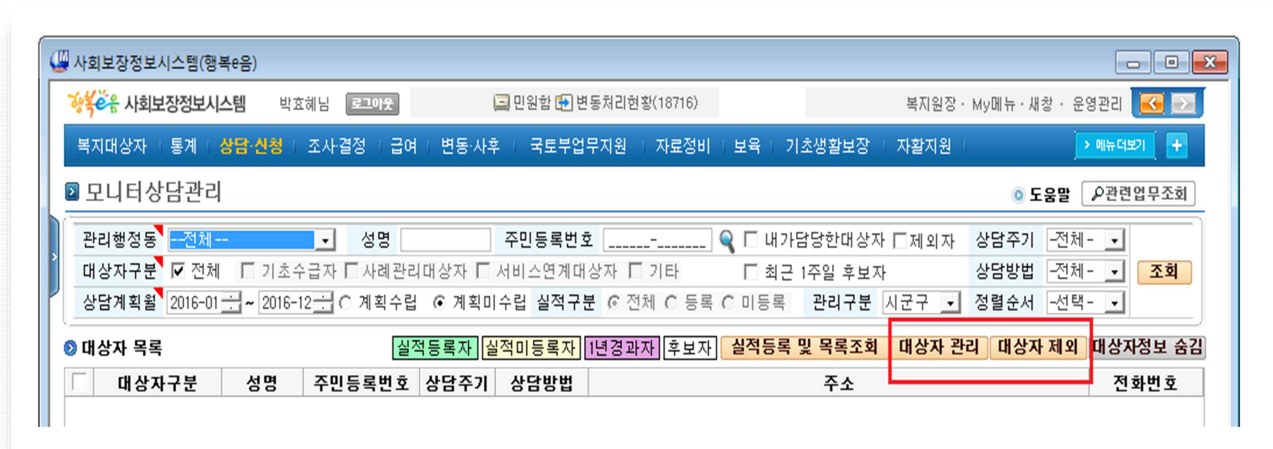 사회보장정보시스템(행복e음)
행복e음 사회보장정보시스템 박효혜님 로그아웃 민원함 변동처리현황(18716) 복지원장 · My메뉴 · 새창 · 운영관리
복지대상자 통계 상담·신청 조사·결정 급여 변동·사후 국토부업무지원 자료정비 보육 기초생활보장 자활지원 > 메뉴더보기 +
모니터상담관리 도움말 관련업무조회
관리행정동 --전체-- 성명 주민등록번호 ______-_______ 내가담당한대상자 제외자 상담주기 -전체-
대상자구분 전체 기초수급자 사례관리대상자 서비스연계대상자 기타 최근 1주일 후보자 상담방법 -전체- 조회
상담계획월 2016-01 ~ 2016-12 계획수립 계획미수립 실적구분 전체 등록 미등록 관리구분 시군구 정렬순서 -선택-
대상자 목록 실적등록자 실적미등록자 1년경과자 후보자 실적등록 및 목록조회 대상자 관리 대상자 제외 대상자정보 숨김
대상자구분 성명 주민등록번호 상담주기 상담방법 주소 전화번호